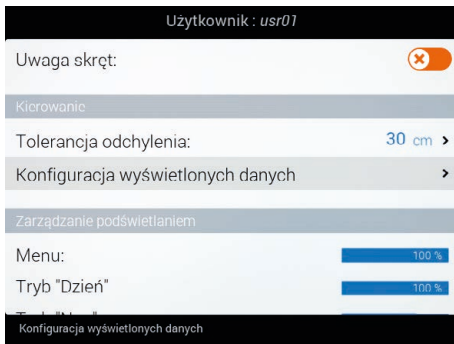 Użytkownik : usr01
Uwaga skręt:
Kierowanie
Tolerancja odchylenia: 30 cm >
Konfiguracja wyświetlonych danych >
Zarządzanie podświetlaniem
Menu: 100 %
Tryb "Dzień" 100 %
Konfiguracja wyświetlonych danych